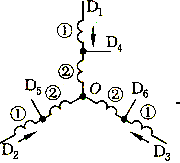 D₁
①
D₄
②
D₅ O D₆
① ② ② ①
D₂ D₃